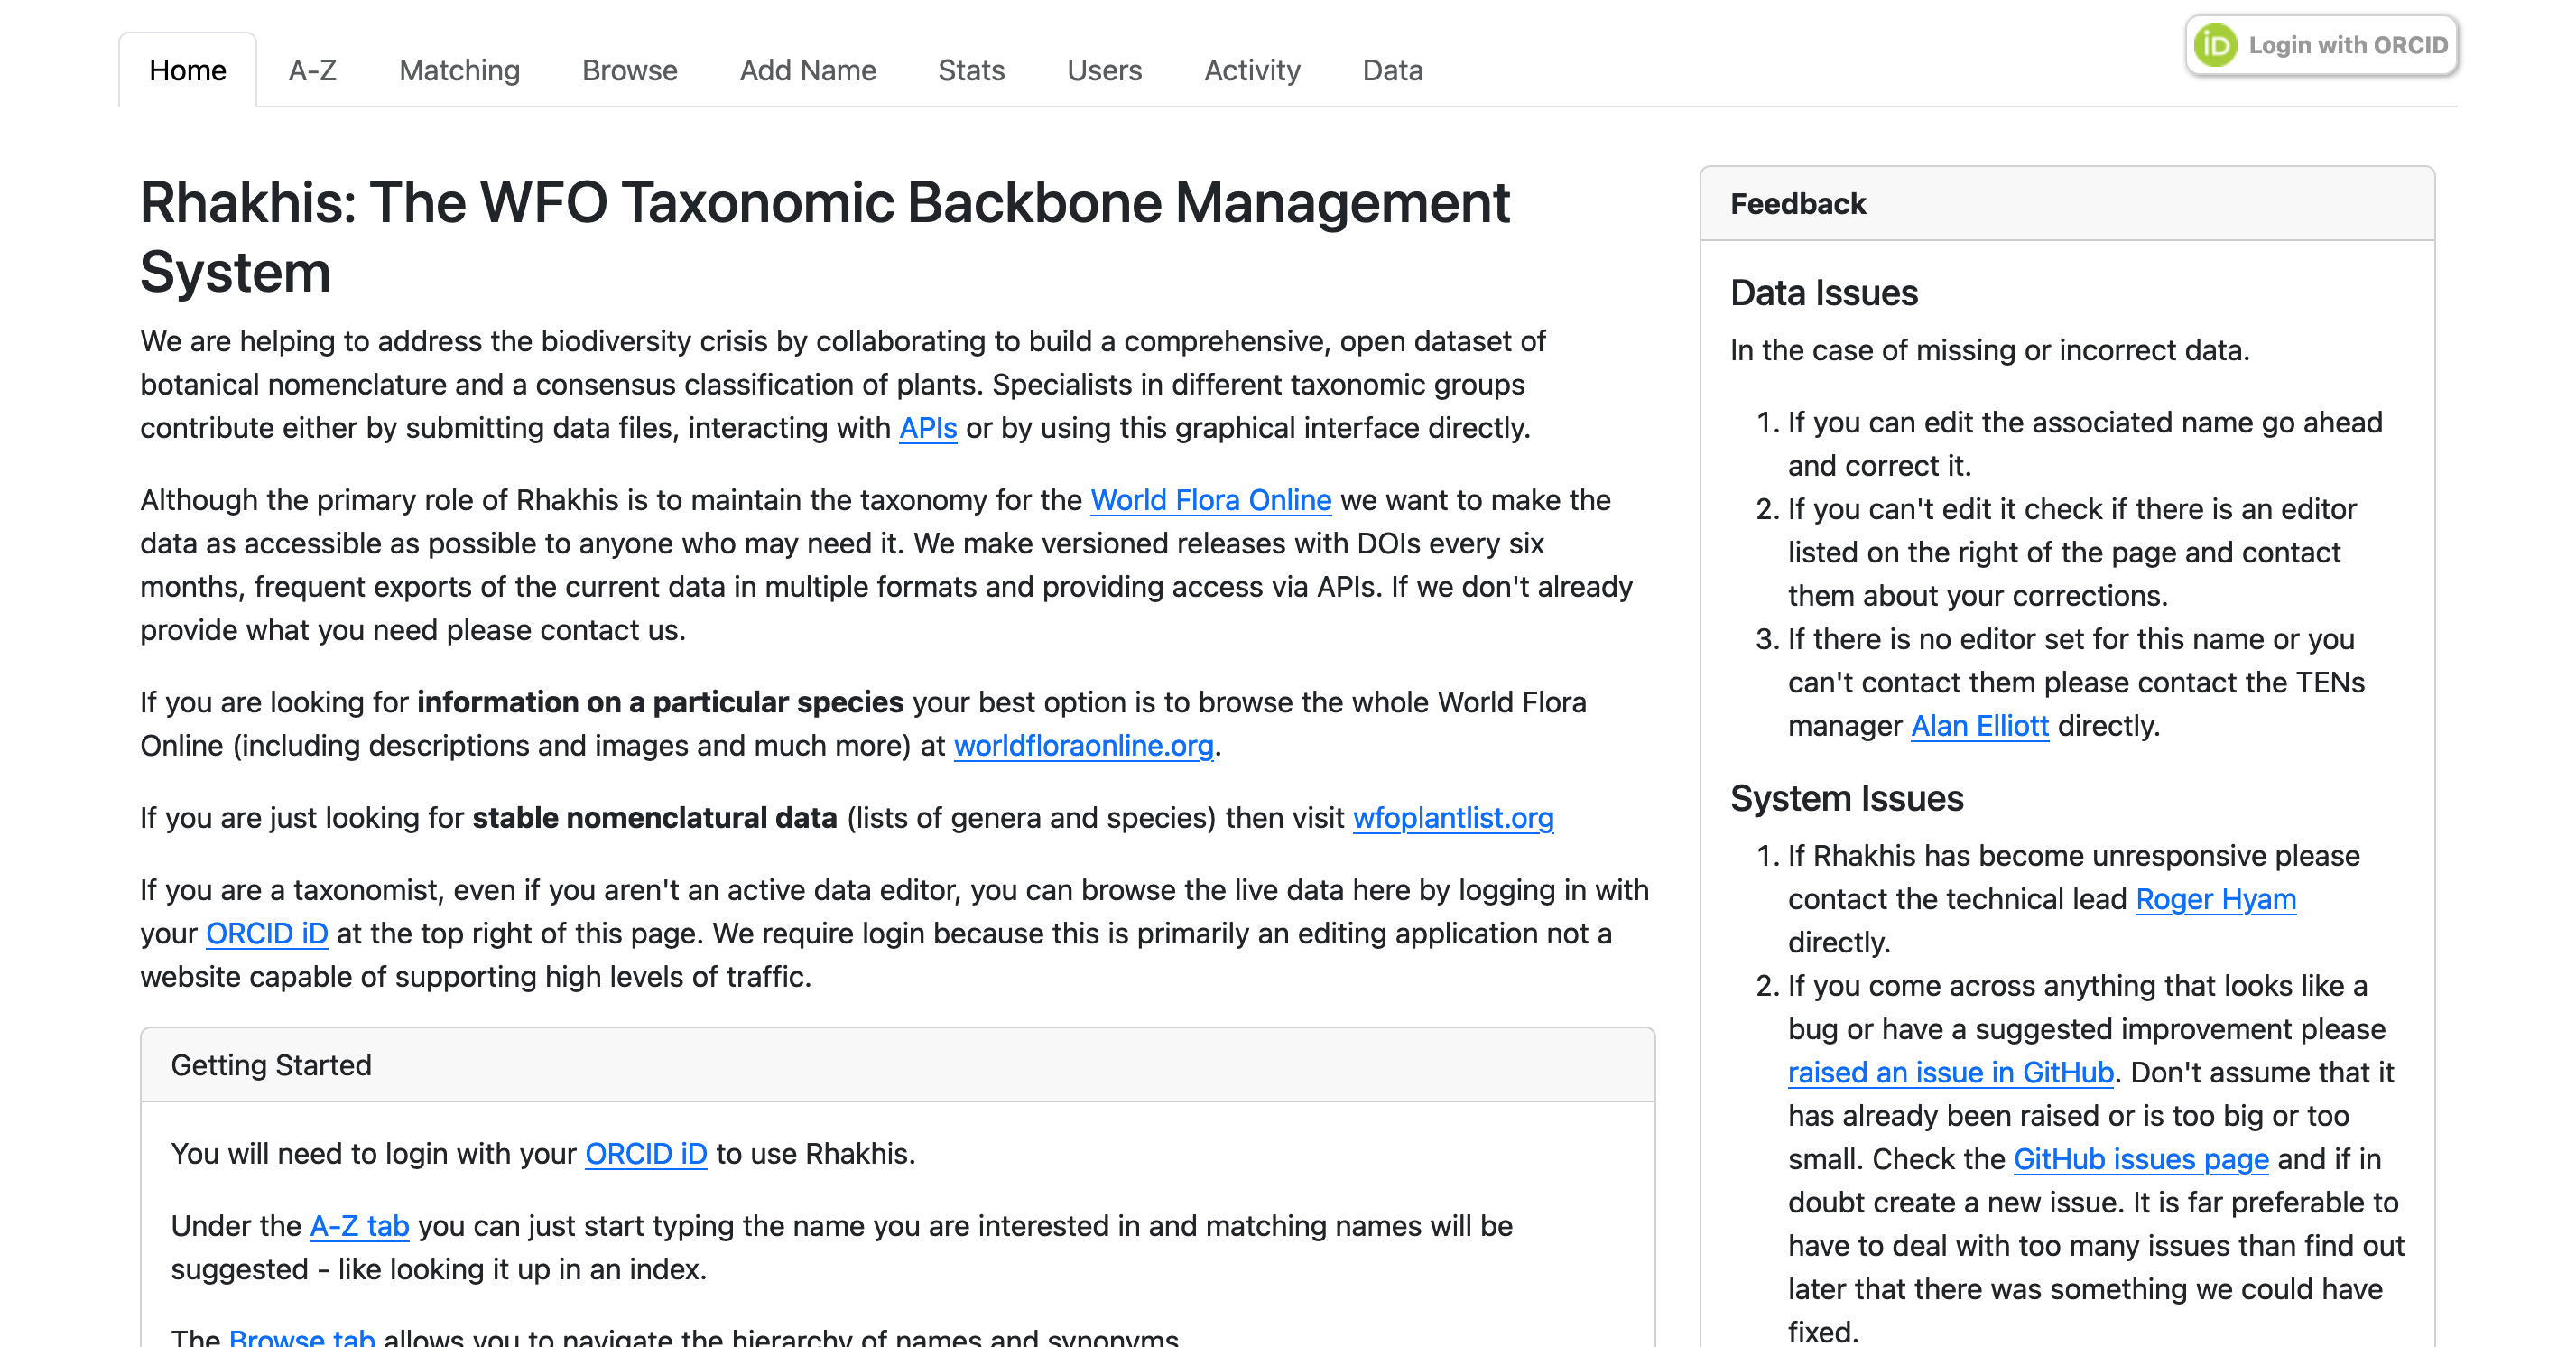 Home A-Z Matching Browse Add Name Stats Users Activity Data
iD Login with ORCID
Rhakhis: The WFO Taxonomic Backbone Management
System
We are helping to address the biodiversity crisis by collaborating to build a comprehensive, open dataset of
botanical nomenclature and a consensus classification of plants. Specialists in different taxonomic groups
contribute either by submitting data files, interacting with APIs or by using this graphical interface directly.
Although the primary role of Rhakhis is to maintain the taxonomy for the World Flora Online we want to make the
data as accessible as possible to anyone who may need it. We make versioned releases with DOIs every six
months, frequent exports of the current data in multiple formats and providing access via APIs. If we don't already
provide what you need please contact us.
If you are looking for information on a particular species your best option is to browse the whole World Flora
Online (including descriptions and images and much more) at worldfloraonline.org.
If you are just looking for stable nomenclatural data (lists of genera and species) then visit wfoplantlist.org
If you are a taxonomist, even if you aren't an active data editor, you can browse the live data here by logging in with
your ORCID iD at the top right of this page. We require login because this is primarily an editing application not a
website capable of supporting high levels of traffic.
Getting Started
You will need to login with your ORCID iD to use Rhakhis.
Under the A-Z tab you can just start typing the name you are interested in and matching names will be
suggested - like looking it up in an index.
The Browse tab allows you to navigate the hierarchy of names and synonyms.
Feedback
Data Issues
In the case of missing or incorrect data.
1. If you can edit the associated name go ahead
and correct it.
2. If you can't edit it check if there is an editor
listed on the right of the page and contact
them about your corrections.
3. If there is no editor set for this name or you
can't contact them please contact the TENs
manager Alan Elliott directly.
System Issues
1. If Rhakhis has become unresponsive please
contact the technical lead Roger Hyam
directly.
2. If you come across anything that looks like a
bug or have a suggested improvement please
raised an issue in GitHub. Don't assume that it
has already been raised or is too big or too
small. Check the GitHub issues page and if in
doubt create a new issue. It is far preferable to
have to deal with too many issues than find out
later that there was something we could have
fixed.